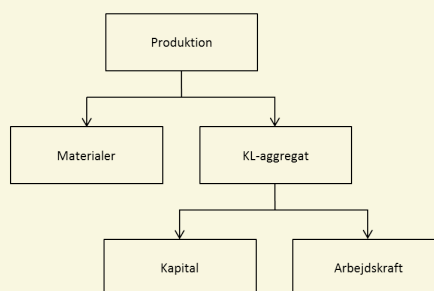 Produktion
Materialer
KL-aggregat
Kapital
Arbejdskraft